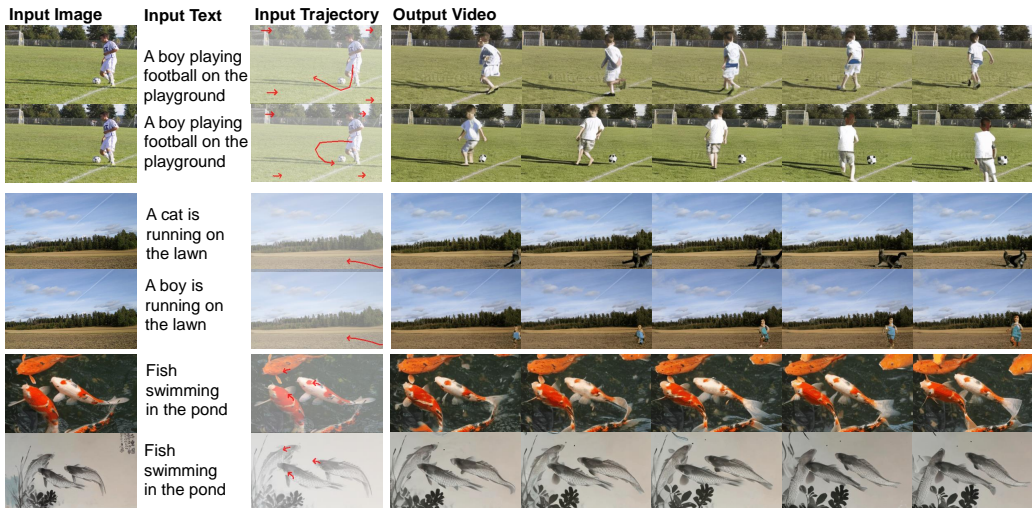 Input Image Input Text Input Trajectory Output Video
A boy playing
football on the
playground
A boy playing
football on the
playground
A cat is
running on
the lawn
A boy is
running on
the lawn
Fish
swimming
in the pond
Fish
swimming
in the pond